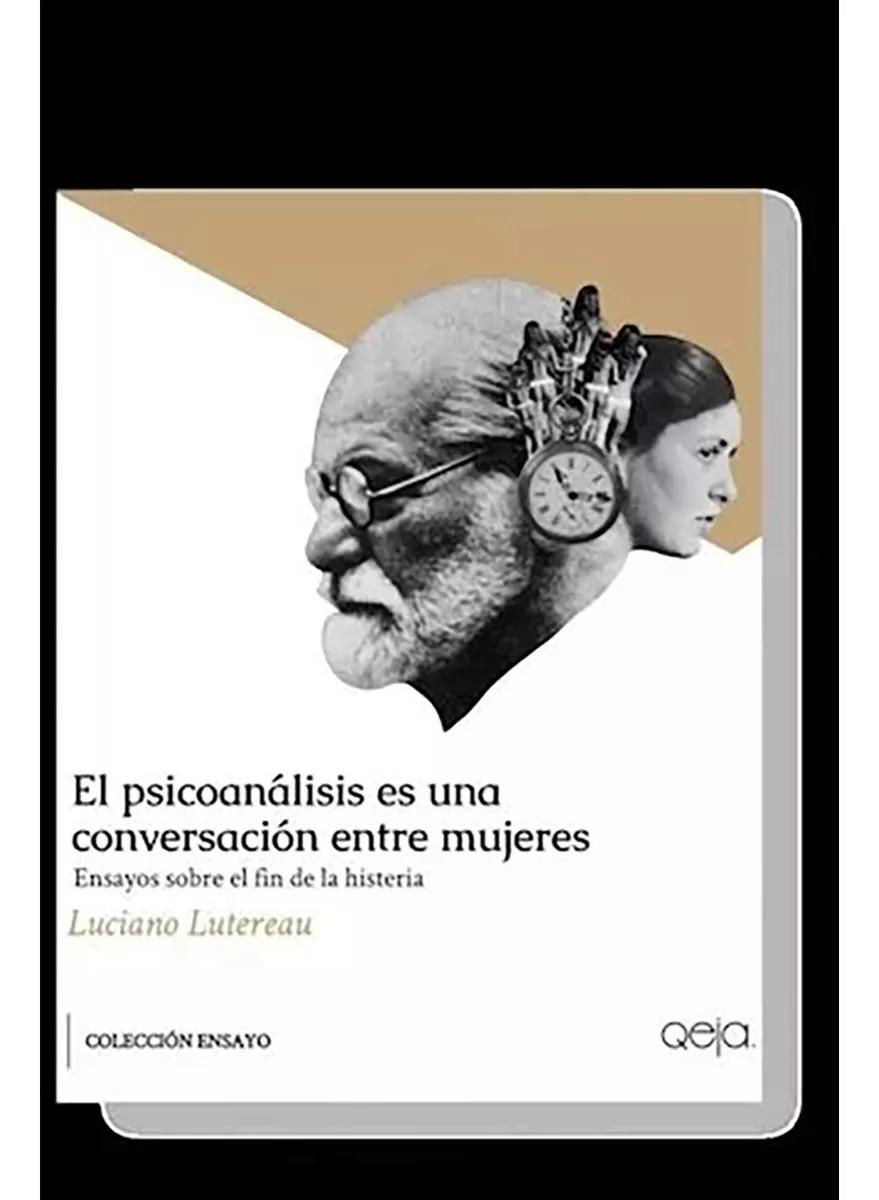 El psicoanálisis es una
conversación entre mujeres
Ensayos sobre el fin de la histeria
Luciano Lutereau
COLECCIÓN ENSAYO
Qeja.